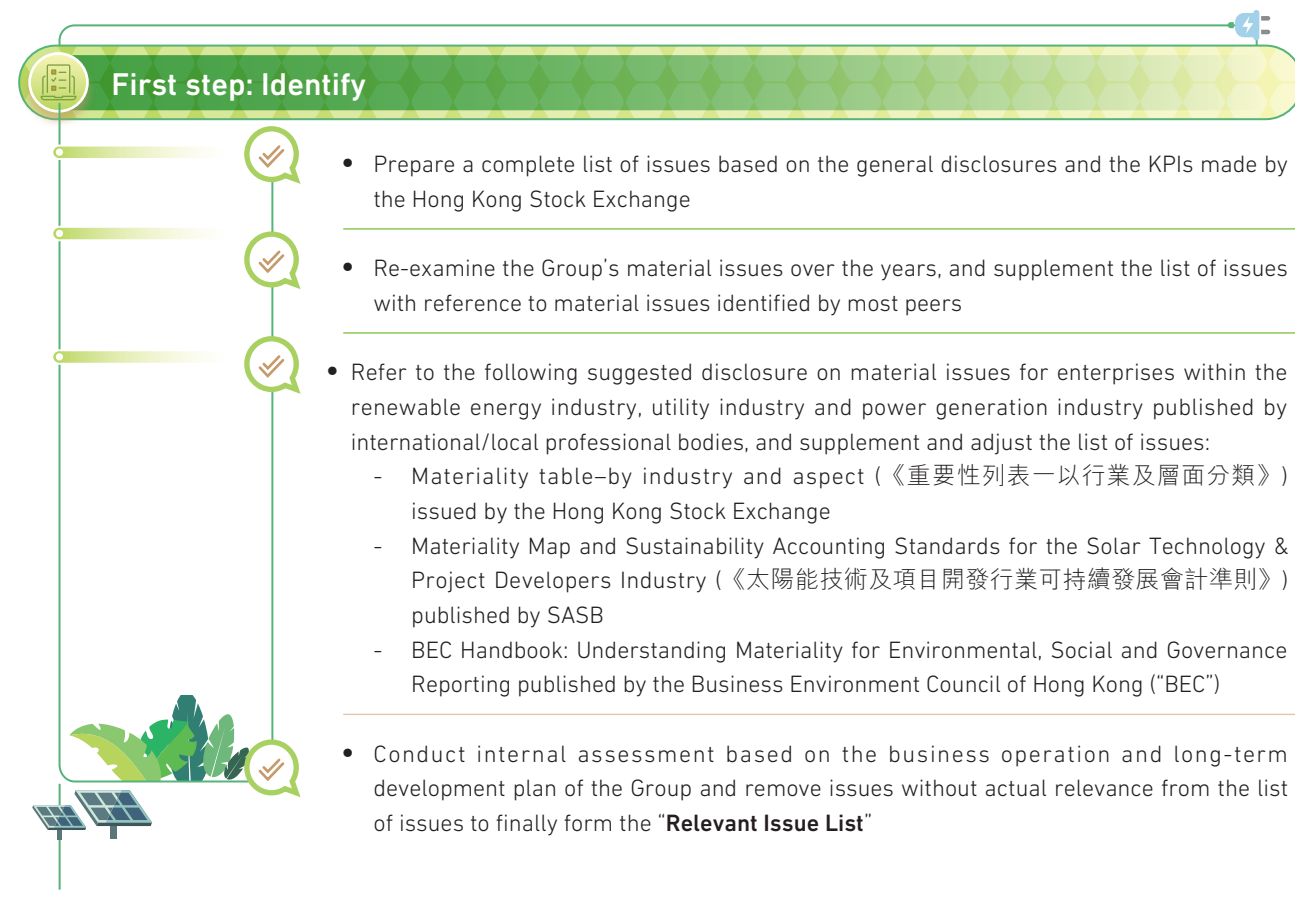 First step: Identify
• Prepare a complete list of issues based on the general disclosures and the KPIs made by
the Hong Kong Stock Exchange
• Re-examine the Group's material issues over the years, and supplement the list of issues
with reference to material issues identified by most peers
• Refer to the following suggested disclosure on material issues for enterprises within the
renewable energy industry, utility industry and power generation industry published by
international/local professional bodies, and supplement and adjust the list of issues:
- Materiality table–by industry and aspect (《重要性列表一以行業及層面分類》)
issued by the Hong Kong Stock Exchange
- Materiality Map and Sustainability Accounting Standards for the Solar Technology &
Project Developers Industry (《太陽能技術及項目開發行業可持續發展會計準則》)
published by SASB
- BEC Handbook: Understanding Materiality for Environmental, Social and Governance
Reporting published by the Business Environment Council of Hong Kong (“BEC”)
• Conduct internal assessment based on the business operation and long-term
development plan of the Group and remove issues without actual relevance from the list
of issues to finally form the “Relevant Issue List”